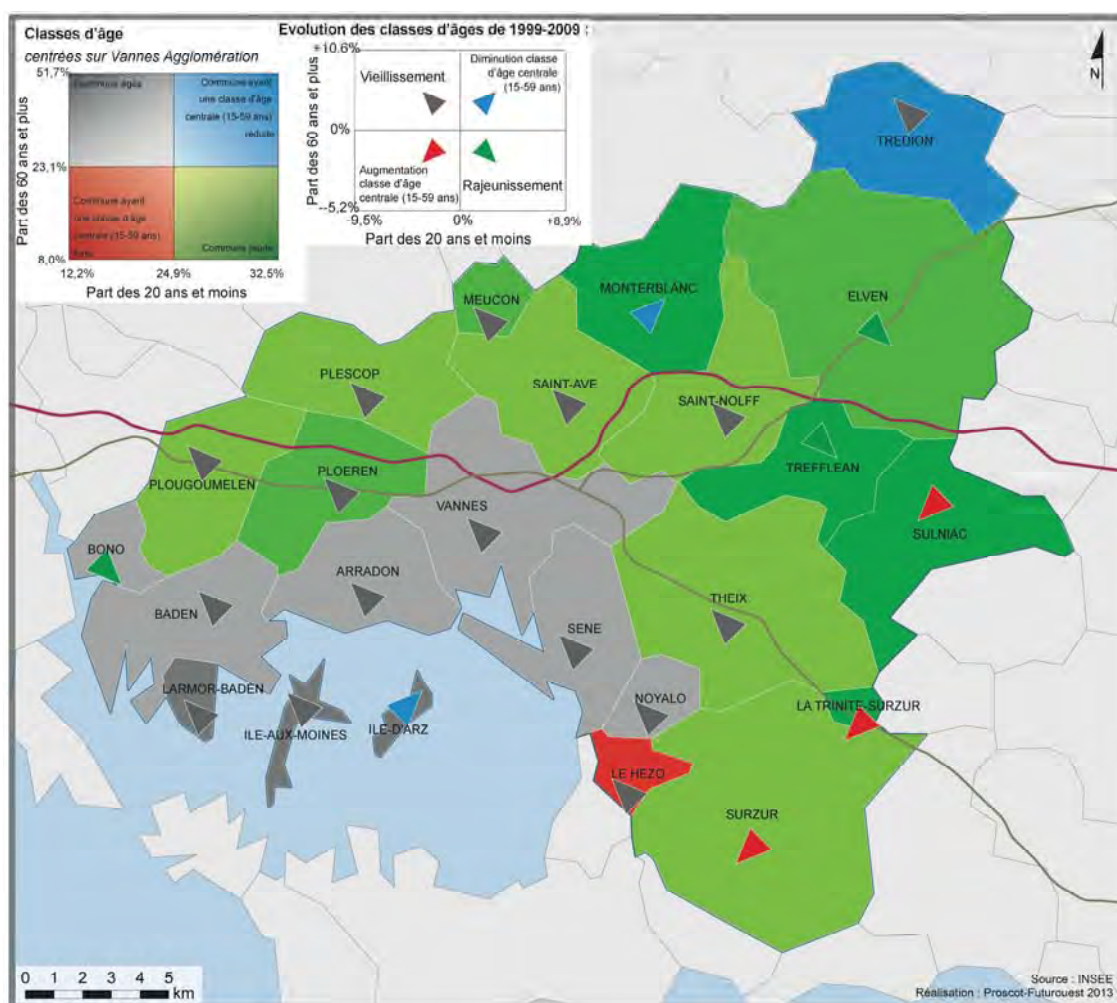 Classes d'âge
centrées sur Vannes Agglomération
51,7%
Part des 60 ans et plus
Commune âgée
Commune ayant
une classe d'âge
centrale (15-59 ans)
réduite
23,1%
Commune ayant
une classe d'âge
centrale (15-59 ans)
forte
Commune jeune
8,0%
12,2%
24,9%
32,5%
Part des 20 ans et moins
Evolution des classes d'âges de 1999-2009 :
+10.6%
Part des 60 ans et plus
Vieillissement
Diminution classe
d'âge centrale
(15-59 ans)
0%
Augmentation
classe d'âge
centrale (15-59 ans)
Rajeunissement
--5,2%
-9,5%
0%
+8,9%
Part des 20 ans et moins
N
TREDION
MONTERBLANC
ELVEN
MEUCON
PLESCOP
SAINT-AVE
SAINT-NOLFF
PLOUGOUMELEN
PLOEREN
TREFFLEAN
VANNES
SULNIAC
BONO
ARRADON
BADEN
THEIX
SENE
LARMOR-BADEN
NOYALO
LA TRINITE-SURZUR
ILE-AUX-MOINES
ILE-D'ARZ
LE HEZO
SURZUR
0 1 2 3 4 5
km
Source : INSEE
Réalisation : Proscot-Futurouest 2013